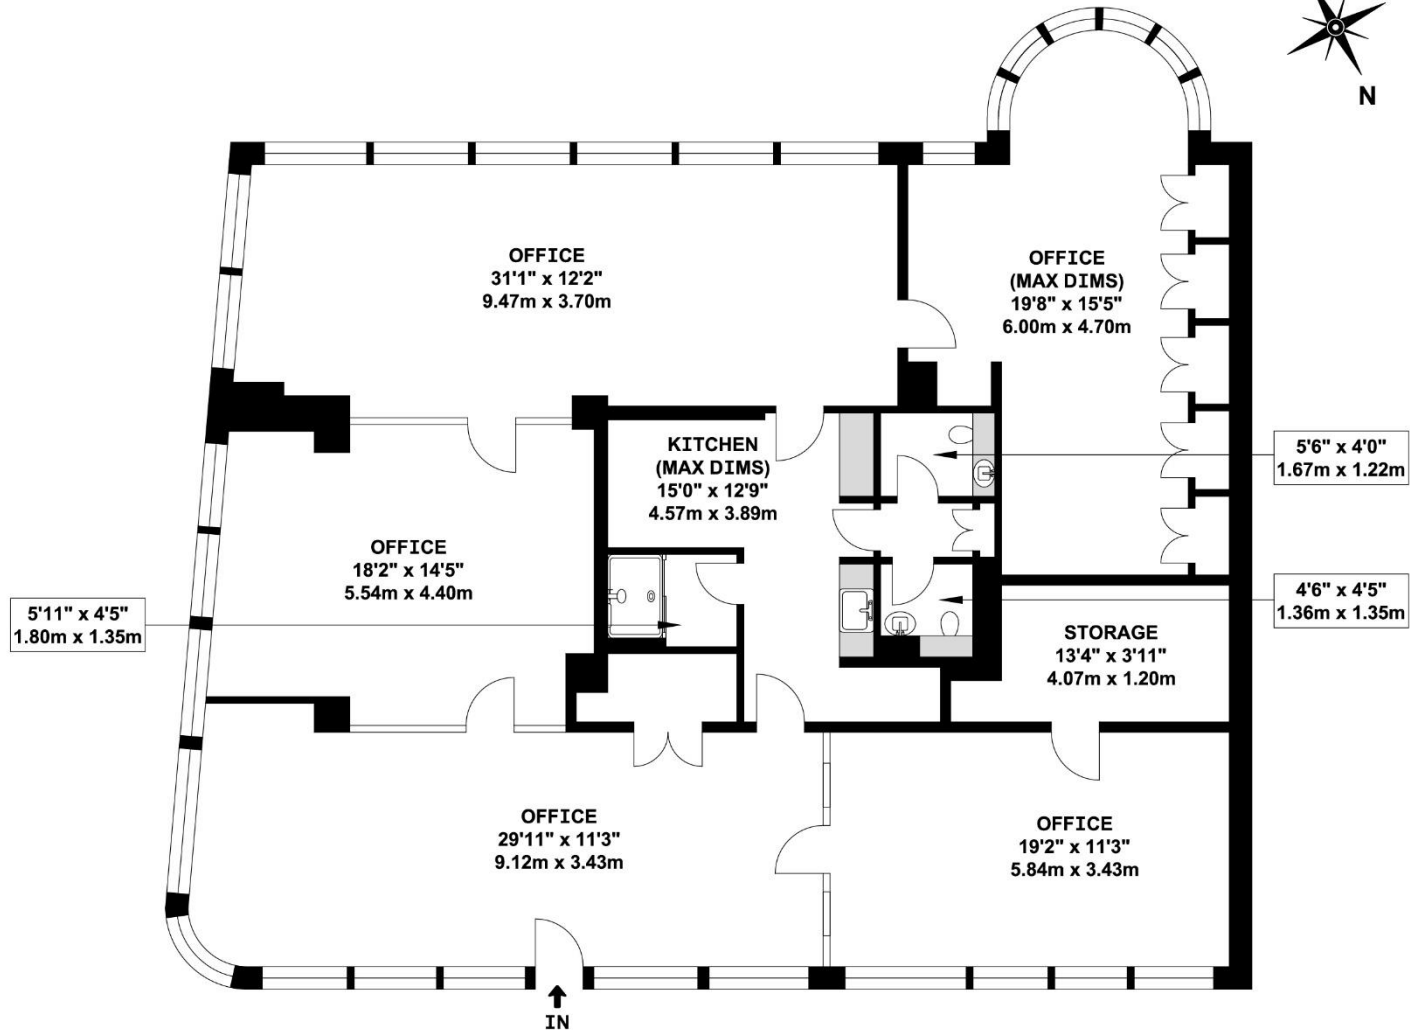 N
OFFICE
31'1" x 12'2"
9.47m x 3.70m
OFFICE
(MAX DIMS)
19'8" x 15'5"
6.00m x 4.70m
KITCHEN
(MAX DIMS)
15'0" x 12'9"
4.57m x 3.89m
5'6" x 4'0"
1.67m x 1.22m
OFFICE
18'2" x 14'5"
5.54m x 4.40m
5'11" x 4'5"
1.80m x 1.35m
4'6" x 4'5"
1.36m x 1.35m
STORAGE
13'4" x 3'11"
4.07m x 1.20m
OFFICE
29'11" x 11'3"
9.12m x 3.43m
OFFICE
19'2" x 11'3"
5.84m x 3.43m
IN